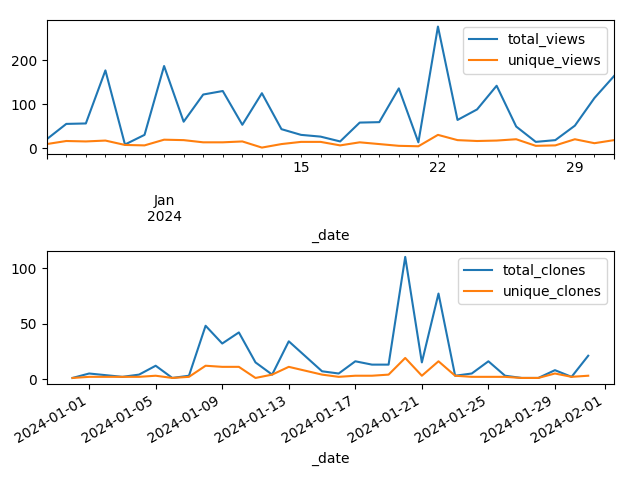 200
100
0
total_views
unique_views
15
22
29
Jan
2024
_date
100
50
0
total_clones
unique_clones
2024-01-01
2024-01-05
2024-01-09
2024-01-13
2024-01-17
2024-01-21
2024-01-25
2024-01-29
2024-02-01
_date